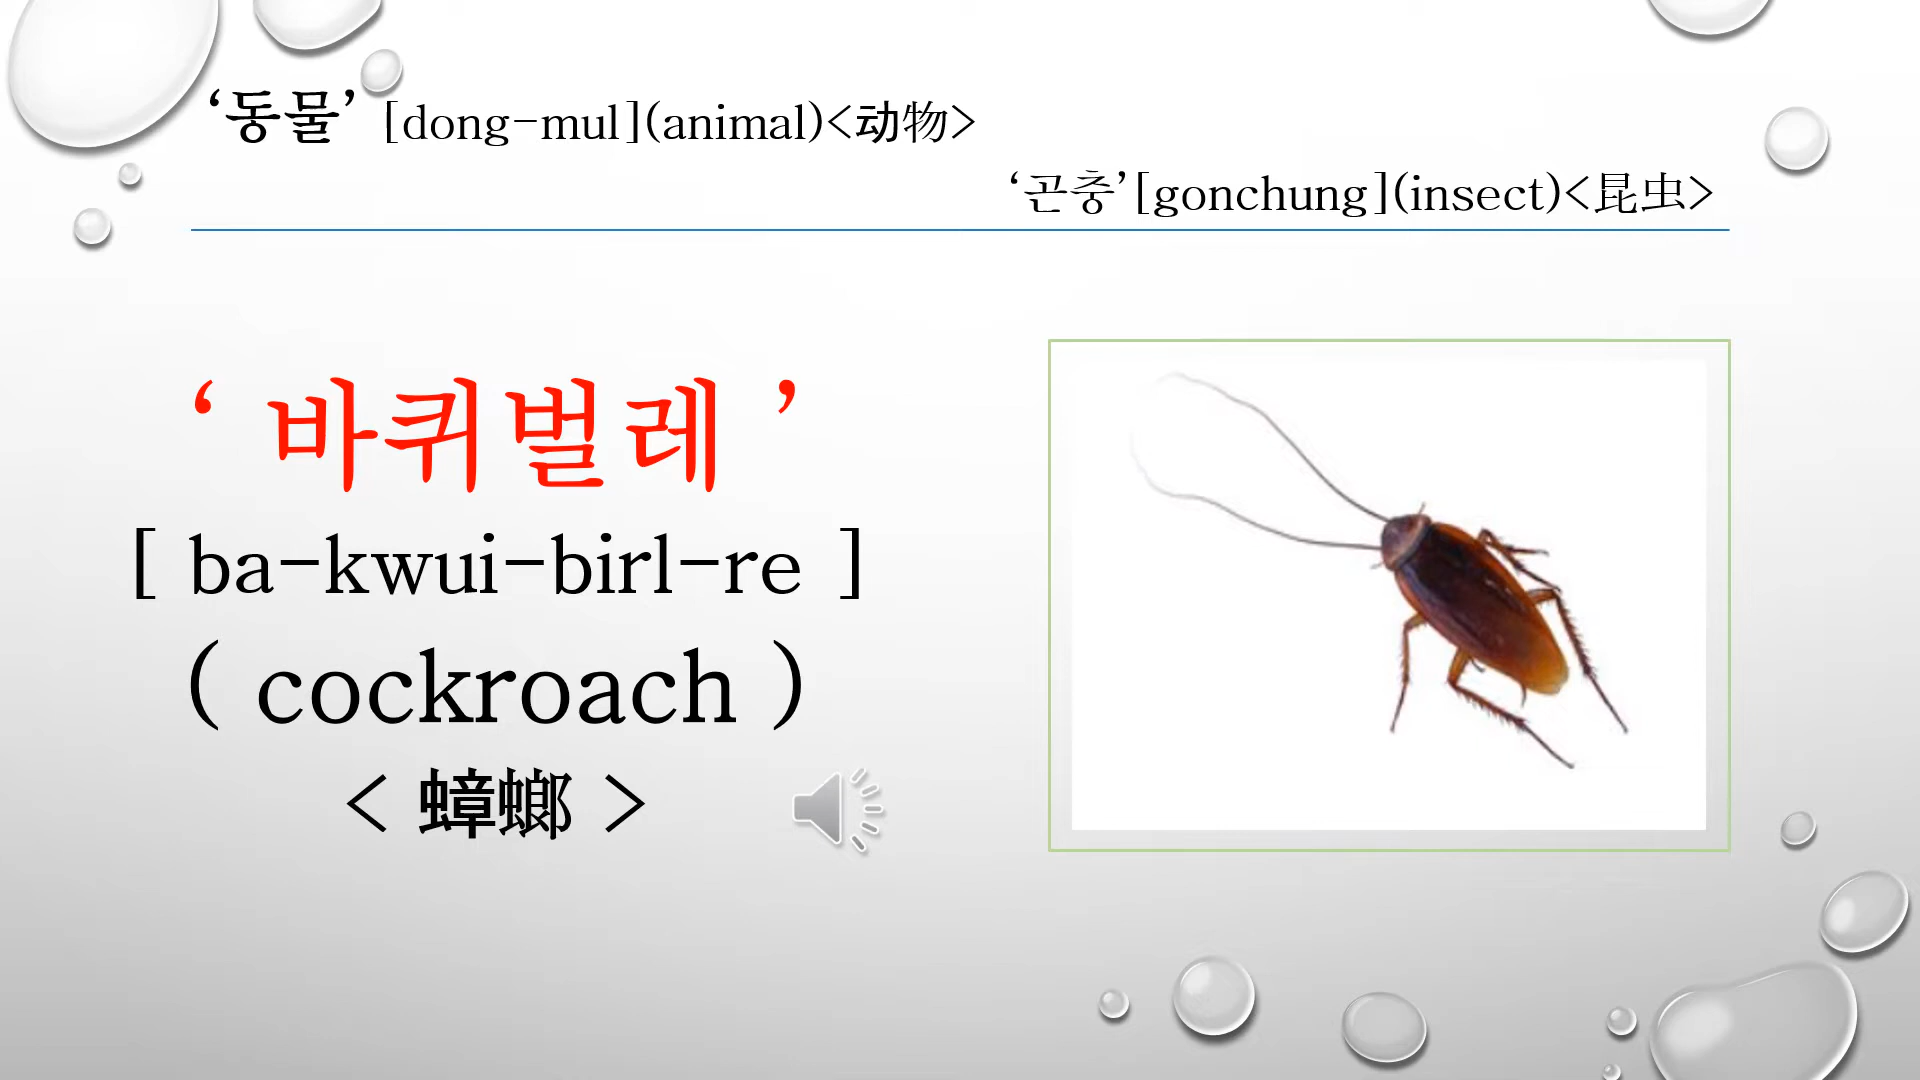 ‘동물’ [dong-mul](animal)<动物>
‘곤충’[gonchung](insect)<昆虫>
‘ 바퀴벌레 ’
[ ba-kwui-birl-re ]
( cockroach )
< 蟑螂 >